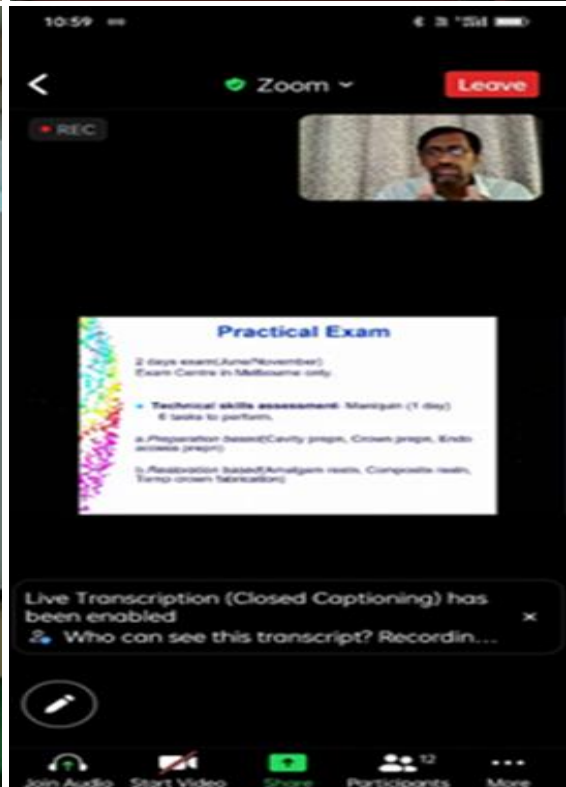 10:59
Zoom
Leave
REC
Practical Exam
2 days exam(June/November)
Exam Centre in Melbourne only.
Technical skills assessment- Manequin (1 day)
6 tasks to perform.
a.Preparation based(Cavity prepn, Crown prepn, Endo
access prepn)
b.Restoration based(Amalgam restn, Composite restn,
Temp crown fabrication)
Live Transcription (Closed Captioning) has
been enabled
Who can see this transcript? Recordin...
12
Join Audio Start Video Share Participants More